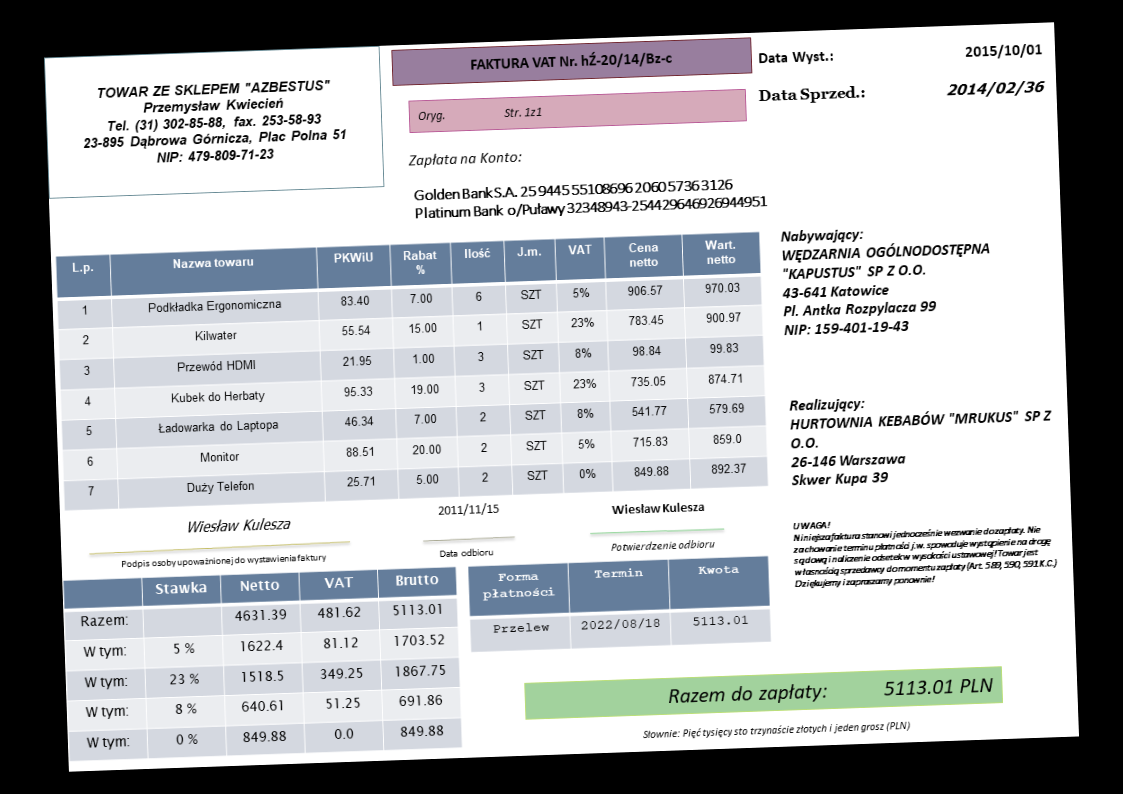 TOWAR ZE SKLEPEM "AZBESTUS"
Przemysław Kwiecień
Tel. (31) 302-85-88, fax. 253-58-93
23-895 Dąbrowa Górnicza, Plac Polna 51
NIP: 479-809-71-23
FAKTURA VAT Nr. hŹ-20/14/Bz-c
Oryg. Str. 1z1
Data Wyst.: 2015/10/01
Data Sprzed.: 2014/02/36
Zapłata na Konto:
Golden Bank S.A. 25 9445 5510 8696 2060 5736 3126
Platinum Bank o/Puławy 32348943-254429646926944951
L.p. Nazwa towaru PKWiU Rabat % Ilość J.m. VAT Cena netto Wart. netto
1 Podkładka Ergonomiczna 83.40 7.00 6 SZT 5% 906.57 970.03
2 Kilwater 55.54 15.00 1 SZT 23% 783.45 900.97
3 Przewód HDMI 21.95 1.00 3 SZT 8% 98.84 99.83
4 Kubek do Herbaty 95.33 19.00 3 SZT 23% 735.05 874.71
5 Ładowarka do Laptopa 46.34 7.00 2 SZT 8% 541.77 579.69
6 Monitor 88.51 20.00 2 SZT 5% 715.83 859.0
7 Duży Telefon 25.71 5.00 2 SZT 0% 849.88 892.37
Nabywający:
WĘDZARNIA OGÓLNODOSTĘPNA
"KAPUSTUS" SP Z O.O.
43-641 Katowice
Pl. Antka Rozpylacza 99
NIP: 159-401-19-43
Realizujący:
HURTOWNIA KEBABÓW "MRUKUS" SP Z
O.O.
26-146 Warszawa
Skwer Kupa 39
Wiesław Kulesza
Podpis osoby upoważnionej do wystawienia faktury
2011/11/15
Data odbioru
Wiesław Kulesza
Potwierdzenie odbioru
UWAGA!
Niniejsza faktura stanowi jednocześnie wezwanie do zapłaty. Nie
zachowanie terminu płatności j.w. spowoduje wystąpienie na drogę
sądową i naliczenie odsetek w wysokości ustawowej! Towar jest
własnością sprzedawcy do momentu zapłaty (Art. 589, 590, 591 K.C.)
Dziękujemy i zapraszamy ponownie!
Stawka Netto VAT Brutto
Razem: 4631.39 481.62 5113.01
W tym: 5 % 1622.4 81.12 1703.52
W tym: 23 % 1518.5 349.25 1867.75
W tym: 8 % 640.61 51.25 691.86
W tym: 0 % 849.88 0.0 849.88
Forma płatności Termin Kwota
Przelew 2022/08/18 5113.01
Razem do zapłaty: 5113.01 PLN
Słownie: Pięć tysięcy sto trzynaście złotych i jeden grosz (PLN)